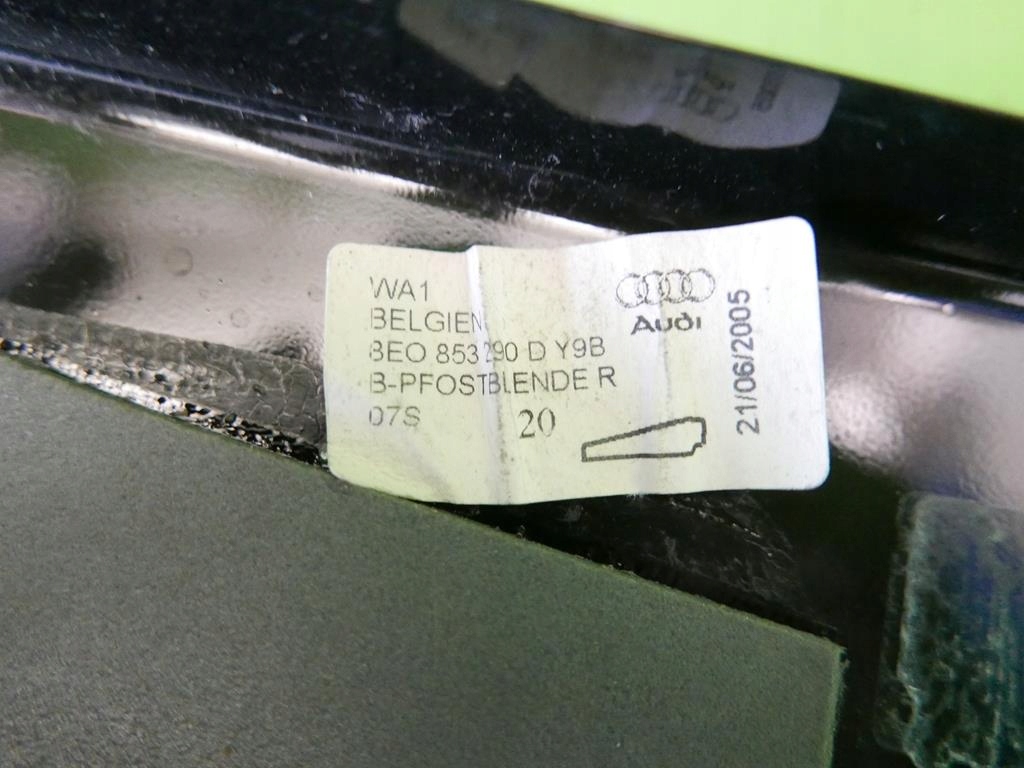 WA1
BELGIEN
8E0 853 290 D Y9B
B-PFOSTBLENDE R
07S 20
Audi
21/06/2005